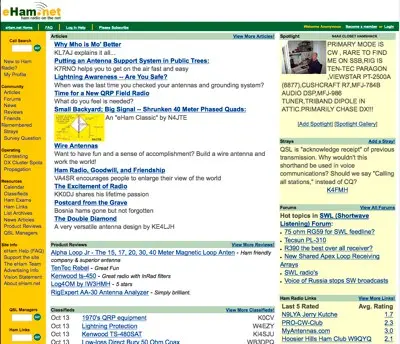 eHam.net
ham radio on the net
eHam.net Home
FAQ
Log In & Help
Please Subscribe!
Welcome Anonymous
Become a member or Login
Call Search
New to Ham Radio?
My Profile
Community
Articles
Forums
News
Reviews
Friends
Remembered
Strays
Survey Question
Operating
Contesting
DX Cluster Spots
Propagation
Resources
Calendar
Classifieds
Ham Exams
Ham Links
List Archives
News Articles
Product Reviews
QSL Managers
Site Info
eHam Help (FAQ)
Support the site
The eHam Team
Advertising Info
Vision Statement
About eHam.net
QSL Managers
Ham Links
Articles
View More Articles!
Why Who is Mo' Better
KL7AJ explains it all...
Putting an Antenna Support System in Public Trees:
K7RNO helps you to get on the air fast and easy
Lightning Awareness -- Are You Safe?
When was the last time you checked your antennas and grounding system?
Time for a New QRP Field Radio
What do you feel is needed?
Small Backyard; Big Signal -- Shrunken 40 Meter Phased Quads:
An "eHam Classic" by N4JTE
Wire Antennas
Want to have fun and a sense of accomplishment? Build a wire antenna and work the world!
Ham Radio, Goodwill, and Friendship
VA4SR encourages people to enlarge their view of the world
The Excitement of Radio
KK0DJ shares his lifetime passion
Postcard from the Grave
Bosnia hams gone but not forgotten
The Double Diamond
A very versatile antenna design by KE4LJH
Product Reviews
View More Reviews!
Alpha Loop Jr - The 15, 17, 20, 30, 40 Meter Magnetic Loop Anten - Ham friendly company & superior antenna
TenTec Rebel - Great Fun
Kenwood ts-450 - great radio with InRad filters
Log4OM by IW3HMH - 5 stars
RigExpert AA-30 Antenna Analyzer - Simply brilliant.
Classifieds
View More Classifieds!
Oct 13 1970's QRP equipment K0CV
Oct 13 Lightning Protection W4EZY
Oct 13 Kenwood TS-480SAT K4SJU
Oct 13 Low-Loss Direct Bury 50 Ohm Coax W8BDQ
Spotlight
NAME CLANCY HANCHACK
PRIMARY MODE IS
CW , RARE TO FIND
ME ON SSB,RIG IS
TEN-TEC PARAGON
,VIEWSTAR PT-2500A
(8877),CUSHCRAFT R7,MFJ-784B
AUDIO DSP,MFJ-986
TUNER,TRIBAND DIPOLE IN
ATTIC.PRIMARILY CHASE DX!!!
[Add Spotlight] [Spotlight Gallery]
Strays
Add a Stray!
QSL is "acknowledge receipt" of previous
transmission. Why wouldn't this
shorthand be used in voice
communications? Should we say "Calling
all stations," instead of CQ?
K4FMH
Forums
View All Forums
Hot topics in SWL (Shortwave
Listening) Forum:
75 ohm RG59 for SWL feedline?
Tecsun PL-310
R390 the best over all receiver?
New Shared Apex Loop Receiving
Arrays
SWL radio's
Voice of Russia stops SW broadcasts
Ham Radio Links
View More Links!
Last 5 Rated Avg. Rating
N9LYA Jerry Kutche 1.7
PRO-CW-Club 2.3
MyAntennas.com 3.0
Hoosier Hills Ham Club W9QYQ 2.1